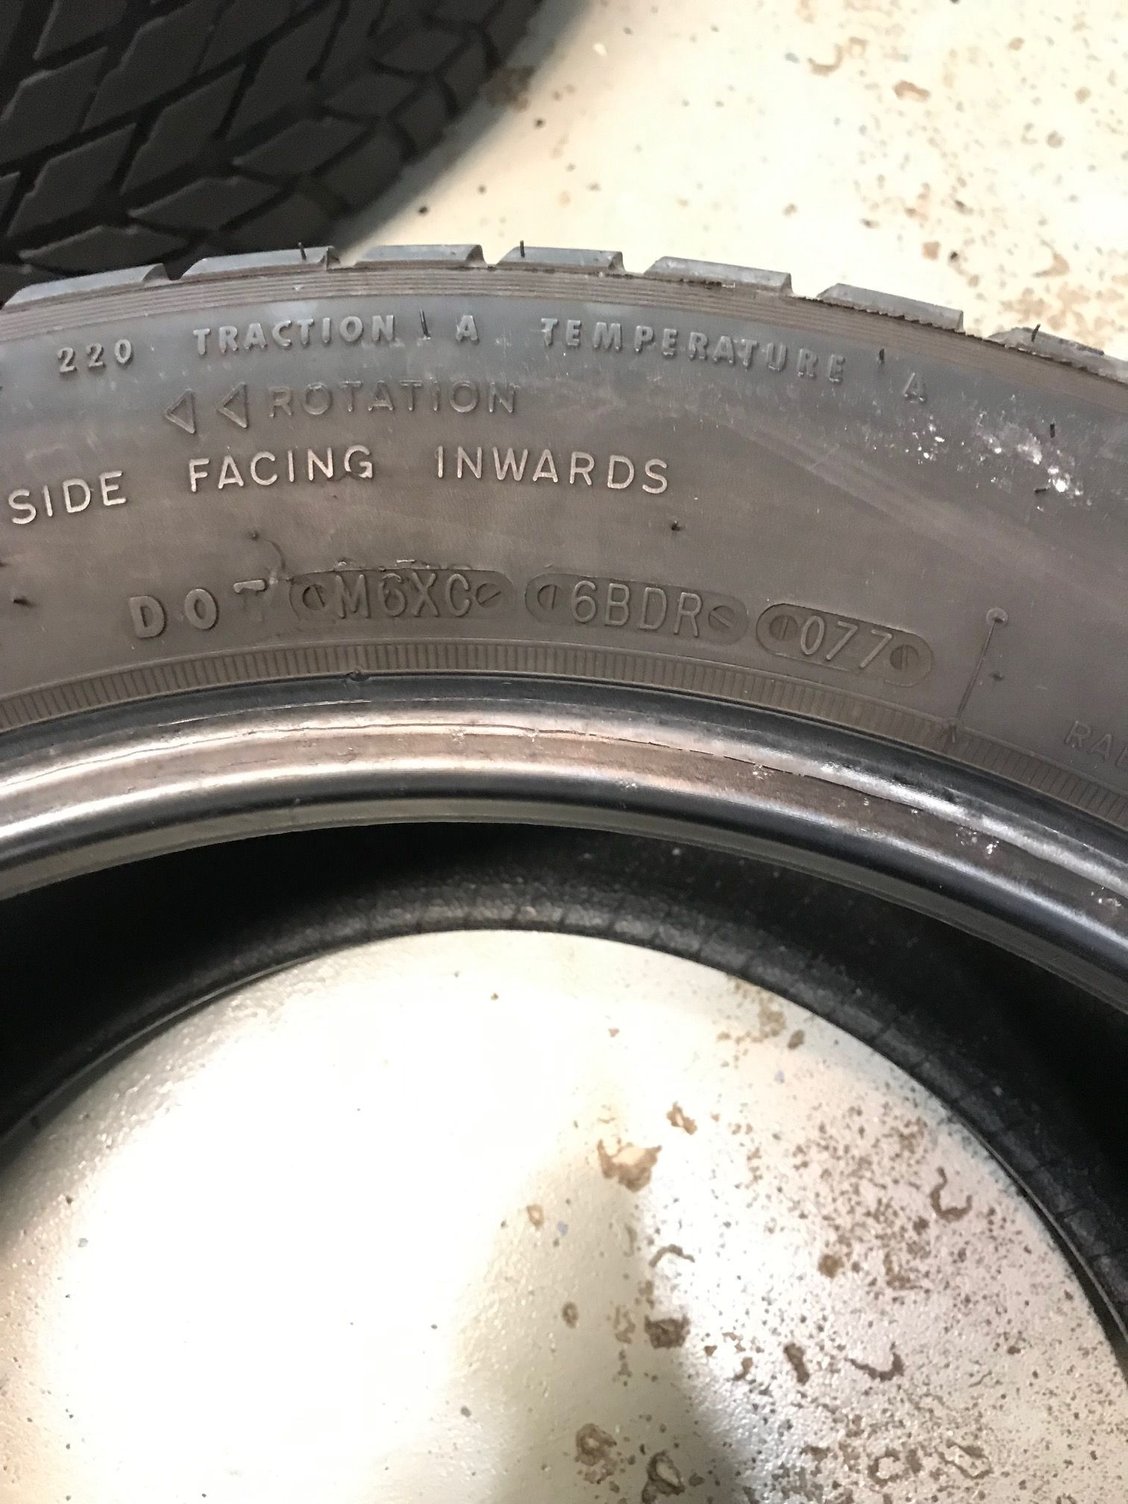 220 TRACTION A TEMPERATURE A
ROTATION
SIDE FACING INWARDS
DOT M6XC 6BDR 077